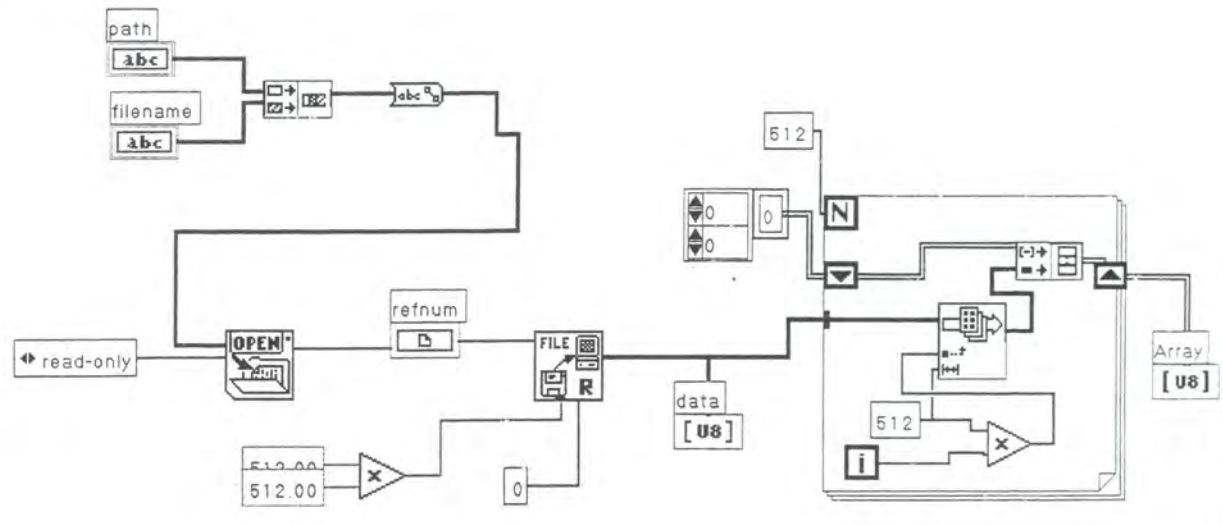 path
abc
filename
abc
abc
512
N
0
0
0
refnum
OPEN
read-only
FILE
R
data
[U8]
Array
[U8]
512
i
x
512.00
512.00
x
0